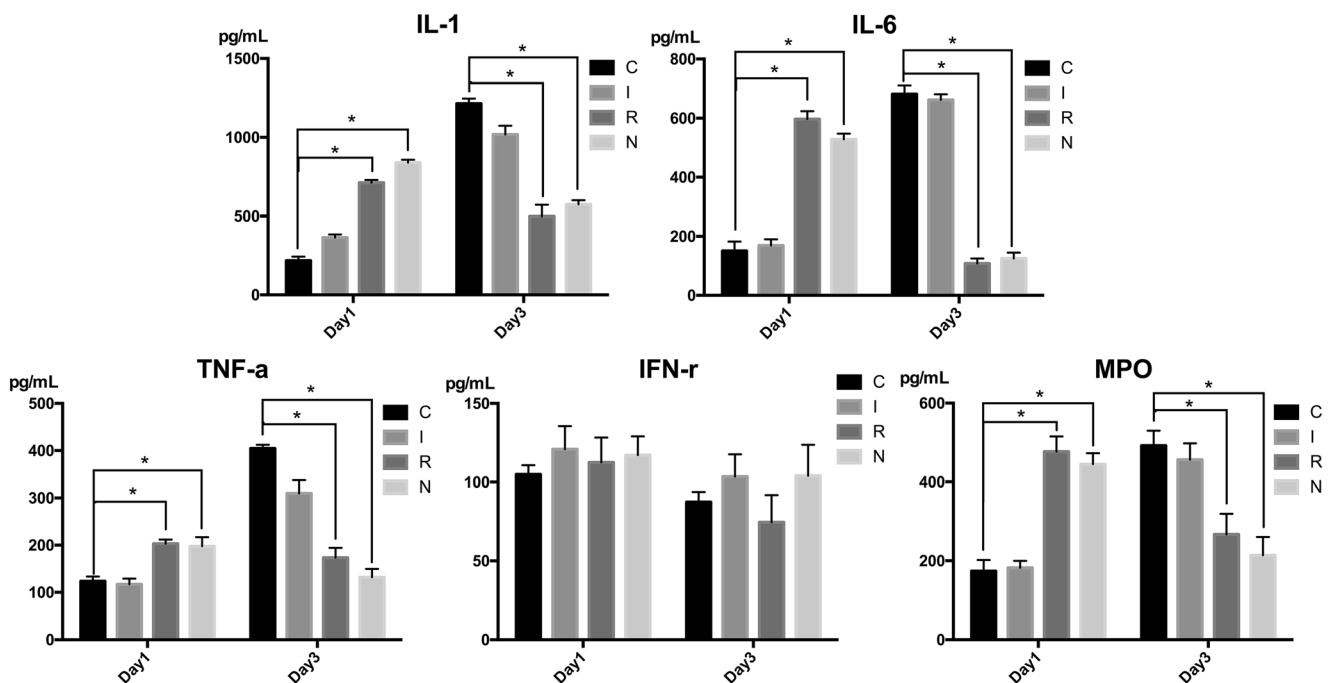 IL-1
pg/mL
1500
1000
500
0
*
*
*
*
C
I
R
N
Day1
Day3
IL-6
pg/mL
800
600
400
200
0
*
*
*
*
C
I
R
N
Day1
Day3
TNF-a
pg/mL
500
400
300
200
100
0
*
*
*
*
C
I
R
N
Day1
Day3
IFN-r
pg/mL
150
100
50
0
C
I
R
N
Day1
Day3
MPO
pg/mL
600
400
200
0
*
*
*
*
C
I
R
N
Day1
Day3